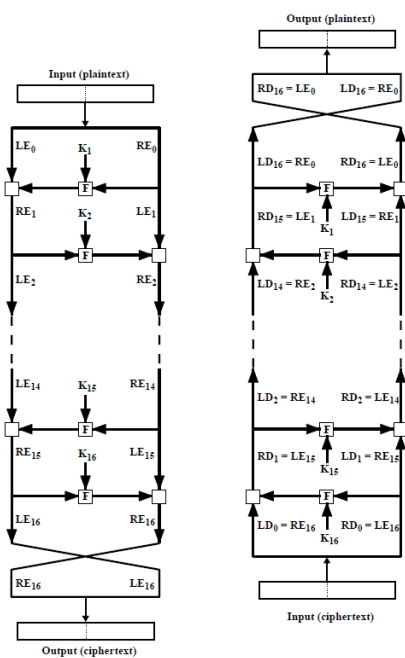 Input (plaintext)
LE₀ K₁ RE₀
F
RE₁ K₂ LE₁
F
LE₂ RE₂
LE₁₄ K₁₅ RE₁₄
F
RE₁₅ K₁₆ LE₁₅
F
LE₁₆ RE₁₆
RE₁₆ LE₁₆
Output (ciphertext)
Output (plaintext)
RD₁₆ = LE₀ LD₁₆ = RE₀
LD₁₆ = RE₀ RD₁₆ = LE₀
F
RD₁₅ = LE₁ LD₁₅ = RE₁
K₁
F
LD₁₄ = RE₂ RD₁₄ = LE₂
K₂
LD₂ = RE₁₄ RD₂ = LE₁₄
F
RD₁ = LE₁₅ LD₁ = RE₁₅
K₁₅
F
LD₀ = RE₁₆ RD₀ = LE₁₆
K₁₆
Input (ciphertext)